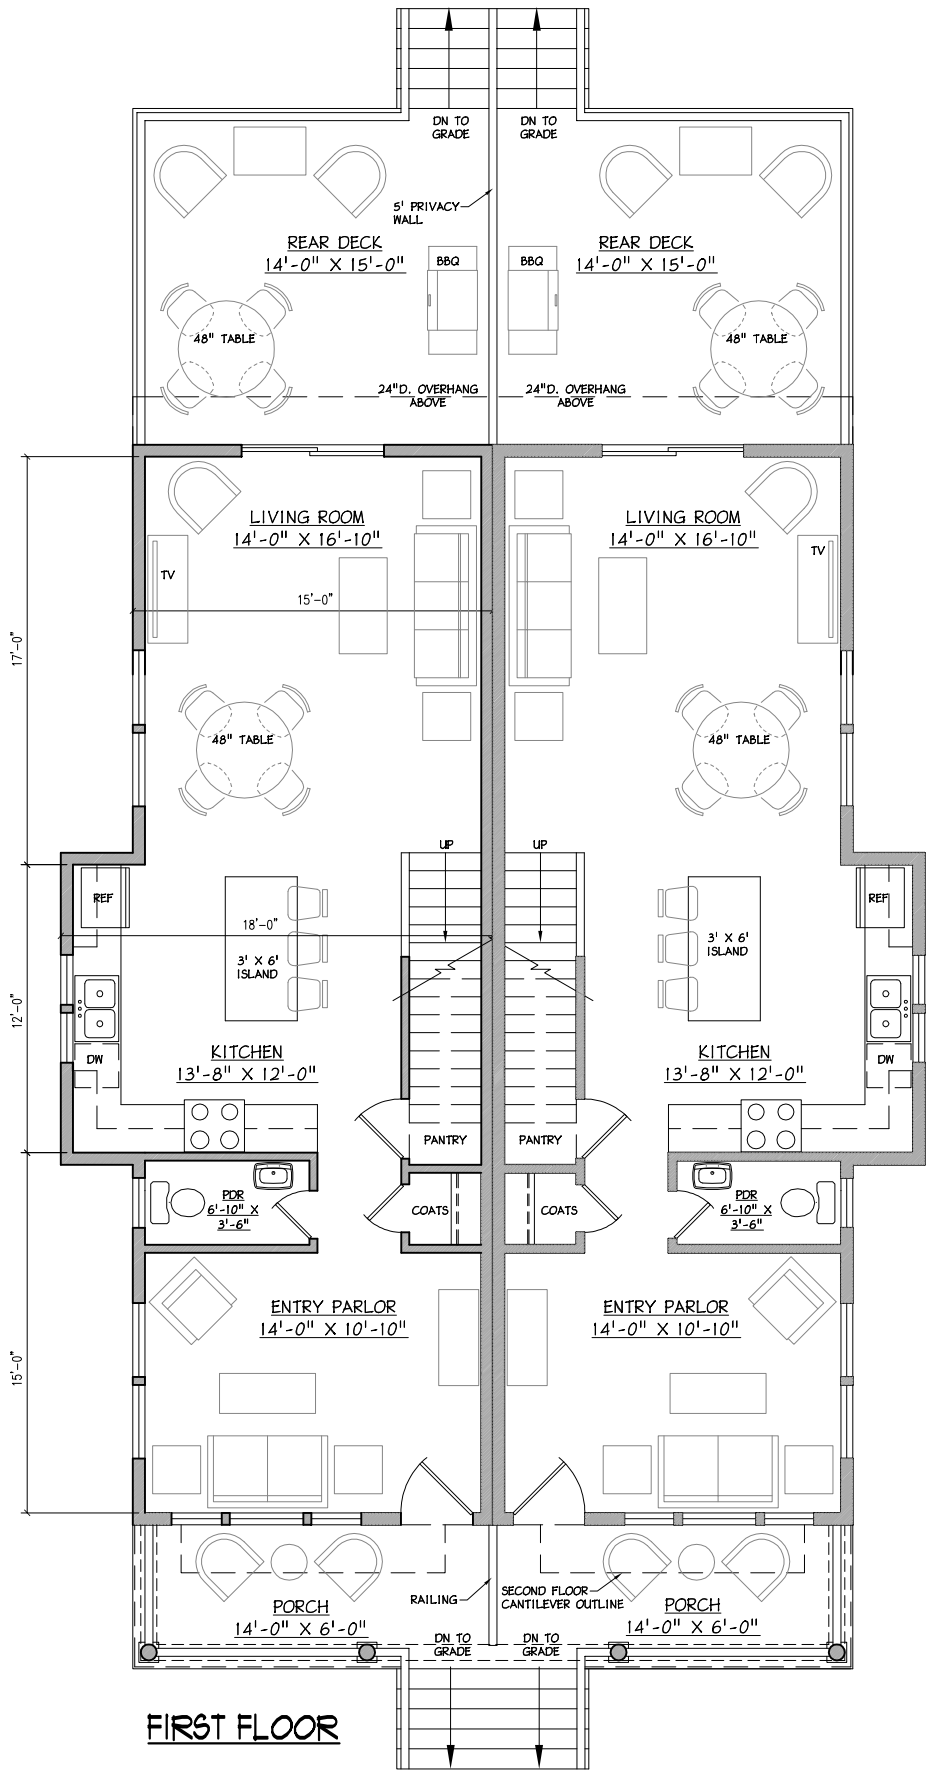 DN TO
GRADE
DN TO
GRADE
5' PRIVACY
WALL
REAR DECK
14'-0" X 15'-0"
REAR DECK
14'-0" X 15'-0"
BBQ
BBQ
48" TABLE
48" TABLE
24"D. OVERHANG
ABOVE
24"D. OVERHANG
ABOVE
LIVING ROOM
14'-0" X 16'-10"
LIVING ROOM
14'-0" X 16'-10"
TV
TV
15'-0"
17'-0"
48" TABLE
48" TABLE
UP
UP
REF
REF
18'-0"
3' X 6'
ISLAND
3' X 6'
ISLAND
12'-0"
DW
DW
KITCHEN
13'-8" X 12'-0"
KITCHEN
13'-8" X 12'-0"
PANTRY
PANTRY
PDR
6'-10" X
3'-6"
COATS
COATS
PDR
6'-10" X
3'-6"
ENTRY PARLOR
14'-0" X 10'-10"
ENTRY PARLOR
14'-0" X 10'-10"
15'-0"
RAILING
SECOND FLOOR
CANTILEVER OUTLINE
PORCH
14'-0" X 6'-0"
PORCH
14'-0" X 6'-0"
DN TO
GRADE
DN TO
GRADE
FIRST FLOOR